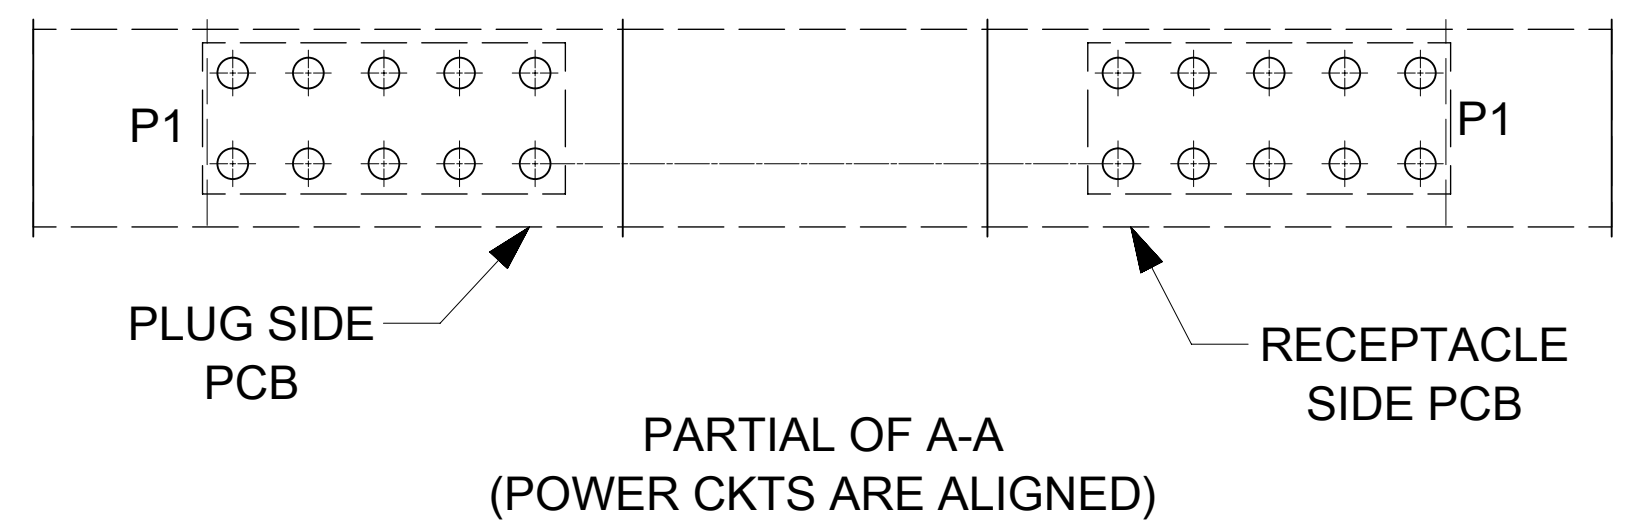 P1
P1
PLUG SIDE
PCB
RECEPTACLE
SIDE PCB
PARTIAL OF A-A
(POWER CKTS ARE ALIGNED)